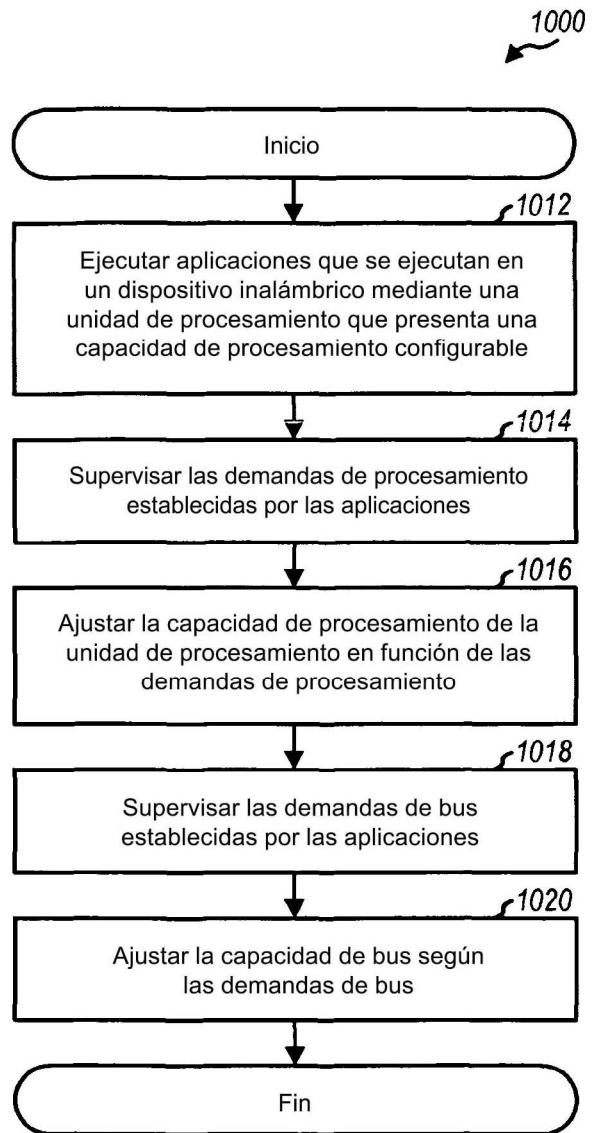 1000
Inicio
1012
Ejecutar aplicaciones que se ejecutan en
un dispositivo inalámbrico mediante una
unidad de procesamiento que presenta una
capacidad de procesamiento configurable
1014
Supervisar las demandas de procesamiento
establecidas por las aplicaciones
1016
Ajustar la capacidad de procesamiento de la
unidad de procesamiento en función de las
demandas de procesamiento
1018
Supervisar las demandas de bus
establecidas por las aplicaciones
1020
Ajustar la capacidad de bus según
las demandas de bus
Fin